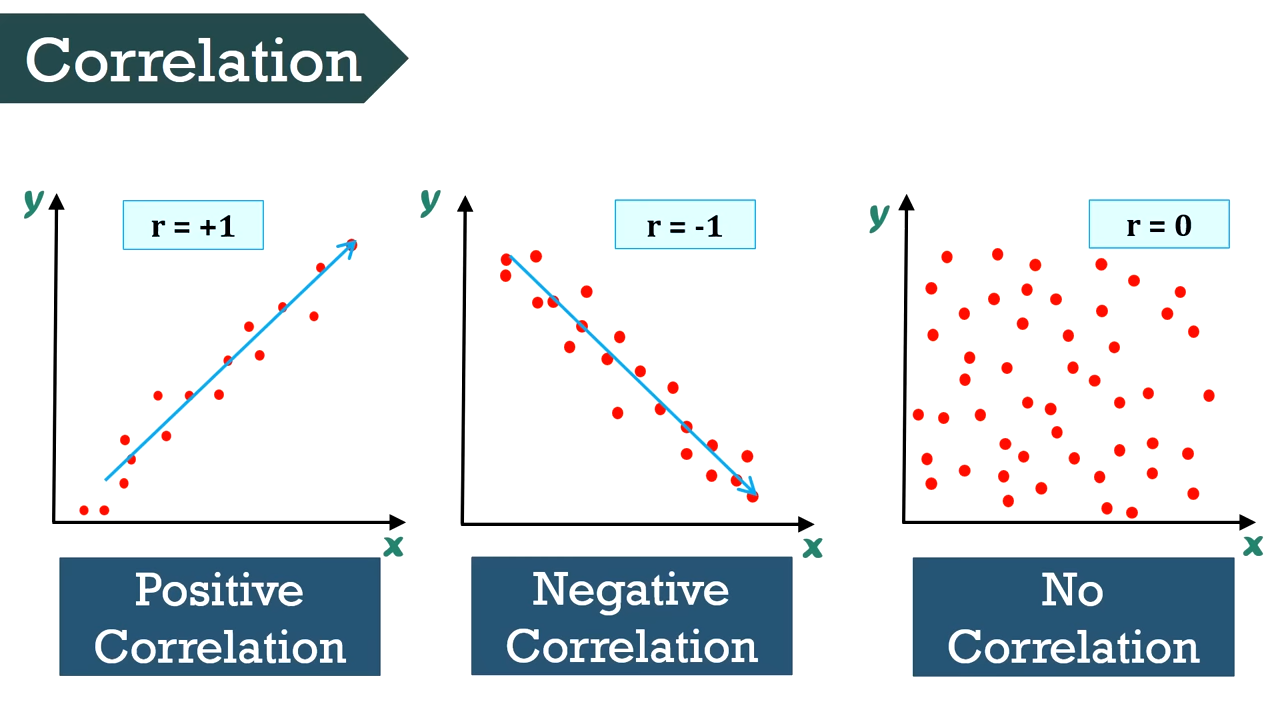 Correlation
y
r = +1
x
Positive
Correlation
y
r = -1
x
Negative
Correlation
y
r = 0
x
No
Correlation